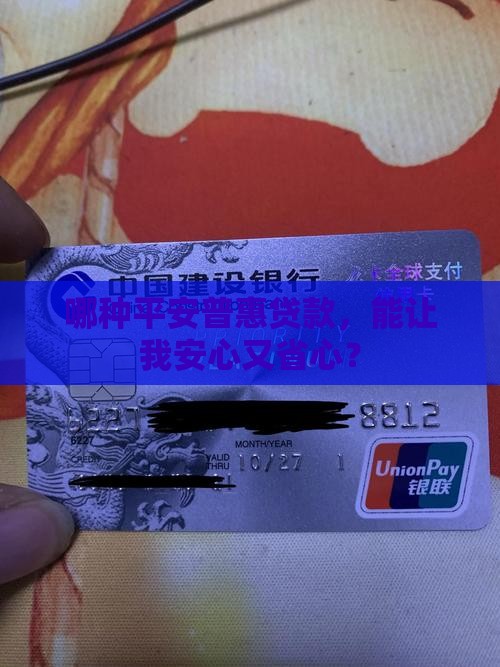 中国建设银行
全球支付
卡
哪种平安普惠贷款，能让
我安心又省心？
6227 8812
6227
MONTH/YEAR
CREDIT
VALID
THRU
10/27 1
UnionPay
银联